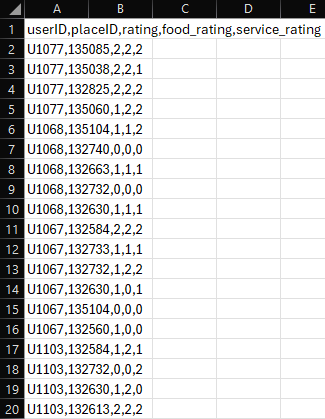 A B C D E
1 userID,placeID,rating,food_rating,service_rating
2 U1077,135085,2,2,2
3 U1077,135038,2,2,1
4 U1077,132825,2,2,2
5 U1077,135060,1,2,2
6 U1068,135104,1,1,2
7 U1068,132740,0,0,0
8 U1068,132663,1,1,1
9 U1068,132732,0,0,0
10 U1068,132630,1,1,1
11 U1067,132584,2,2,2
12 U1067,132733,1,1,1
13 U1067,132732,1,2,2
14 U1067,132630,1,0,1
15 U1067,135104,0,0,0
16 U1067,132560,1,0,0
17 U1103,132584,1,2,1
18 U1103,132732,0,0,2
19 U1103,132630,1,2,0
20 U1103,132613,2,2,2